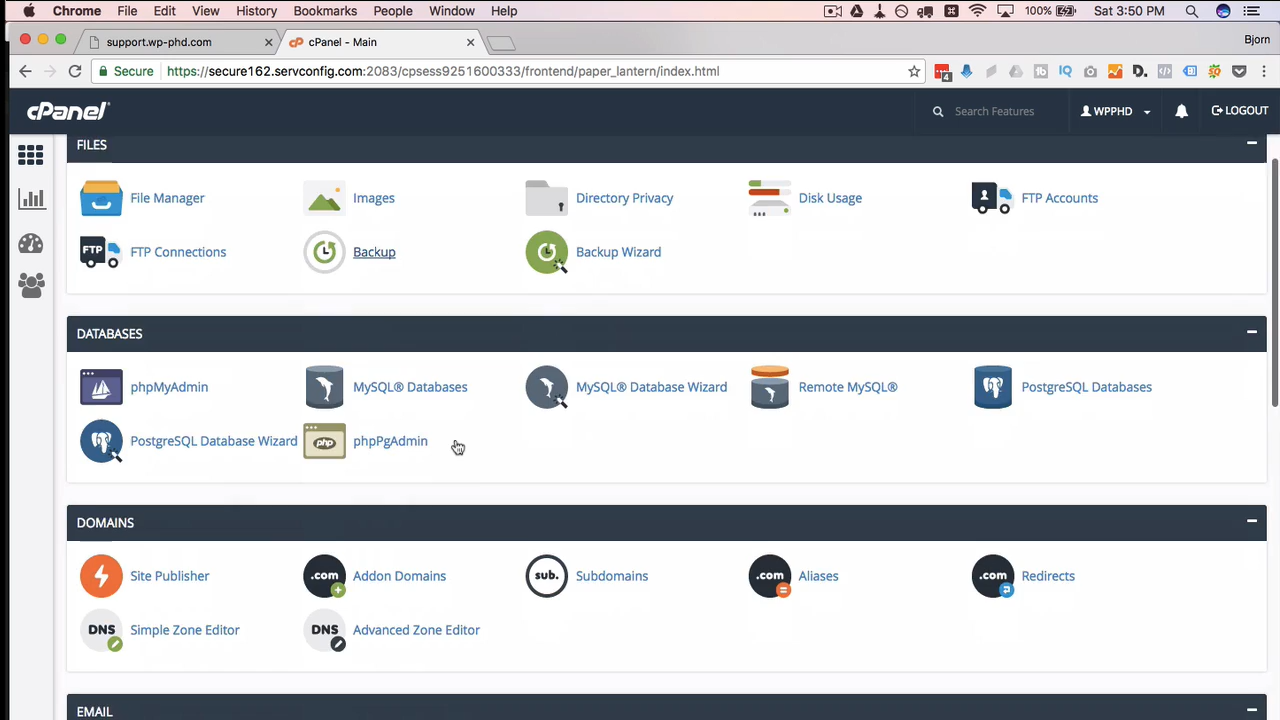 Chrome File Edit View History Bookmarks People Window Help 100% Sat 3:50 PM
support.wp-phd.com cPanel - Main Bjorn
Secure https://secure162.servconfig.com:2083/cpsess9251600333/frontend/paper_lantern/index.html 4 D.
cPanel® Search Features WPPHD LOGOUT
FILES
File Manager Images Directory Privacy Disk Usage FTP Accounts
FTP FTP Connections Backup Backup Wizard
DATABASES
phpMyAdmin MySQL® Databases MySQL® Database Wizard Remote MySQL® PostgreSQL Databases
PostgreSQL Database Wizard php phpPgAdmin
DOMAINS
Site Publisher .com Addon Domains sub. Subdomains .com Aliases .com Redirects
DNS Simple Zone Editor DNS Advanced Zone Editor
EMAIL